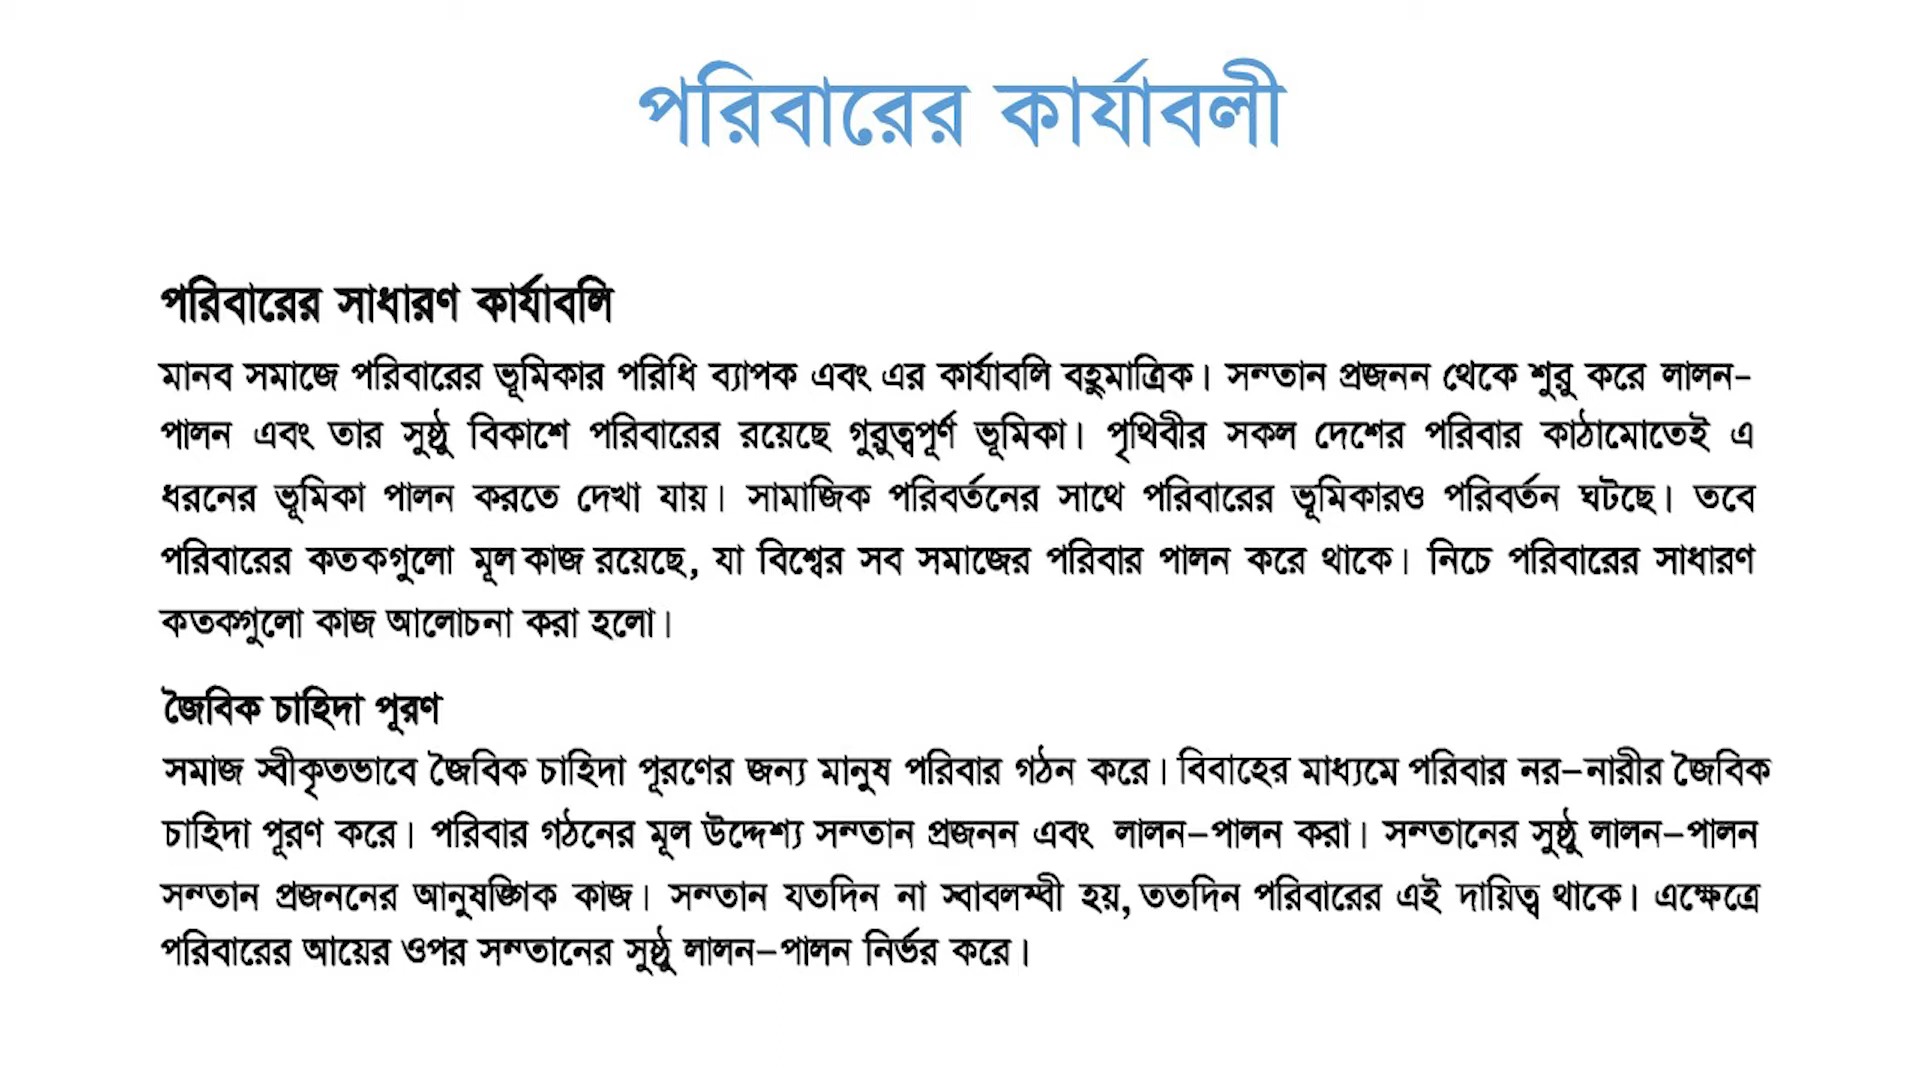 পরিবারের কার্যাবলী
পরিবারের সাধারণ কার্যাবলি
মানব সমাজে পরিবারের ভূমিকার পরিধি ব্যাপক এবং এর কার্যাবলি বহুমাত্রিক। সন্তান প্রজনন থেকে শুরু করে লালন-
পালন এবং তার সুষ্ঠু বিকাশে পরিবারের রয়েছে গুরুত্বপূর্ণ ভূমিকা। পৃথিবীর সকল দেশের পরিবার কাঠামোতেই এ
ধরনের ভূমিকা পালন করতে দেখা যায়। সামাজিক পরিবর্তনের সাথে পরিবারের ভূমিকারও পরিবর্তন ঘটছে। তবে
পরিবারের কতকগুলো মূল কাজ রয়েছে, যা বিশ্বের সব সমাজের পরিবার পালন করে থাকে। নিচে পরিবারের সাধারণ
কতকগুলো কাজ আলোচনা করা হলো।
জৈবিক চাহিদা পূরণ
সমাজ স্বীকৃতভাবে জৈবিক চাহিদা পূরণের জন্য মানুষ পরিবার গঠন করে। বিবাহের মাধ্যমে পরিবার নর-নারীর জৈবিক
চাহিদা পূরণ করে। পরিবার গঠনের মূল উদ্দেশ্য সন্তান প্রজনন এবং লালন-পালন করা। সন্তানের সুষ্ঠু লালন-পালন
সন্তান প্রজননের আনুষঙ্গিক কাজ। সন্তান যতদিন না স্বাবলম্বী হয়, ততদিন পরিবারের এই দায়িত্ব থাকে। এক্ষেত্রে
পরিবারের আয়ের ওপর সন্তানের সুষ্ঠু লালন-পালন নির্ভর করে।